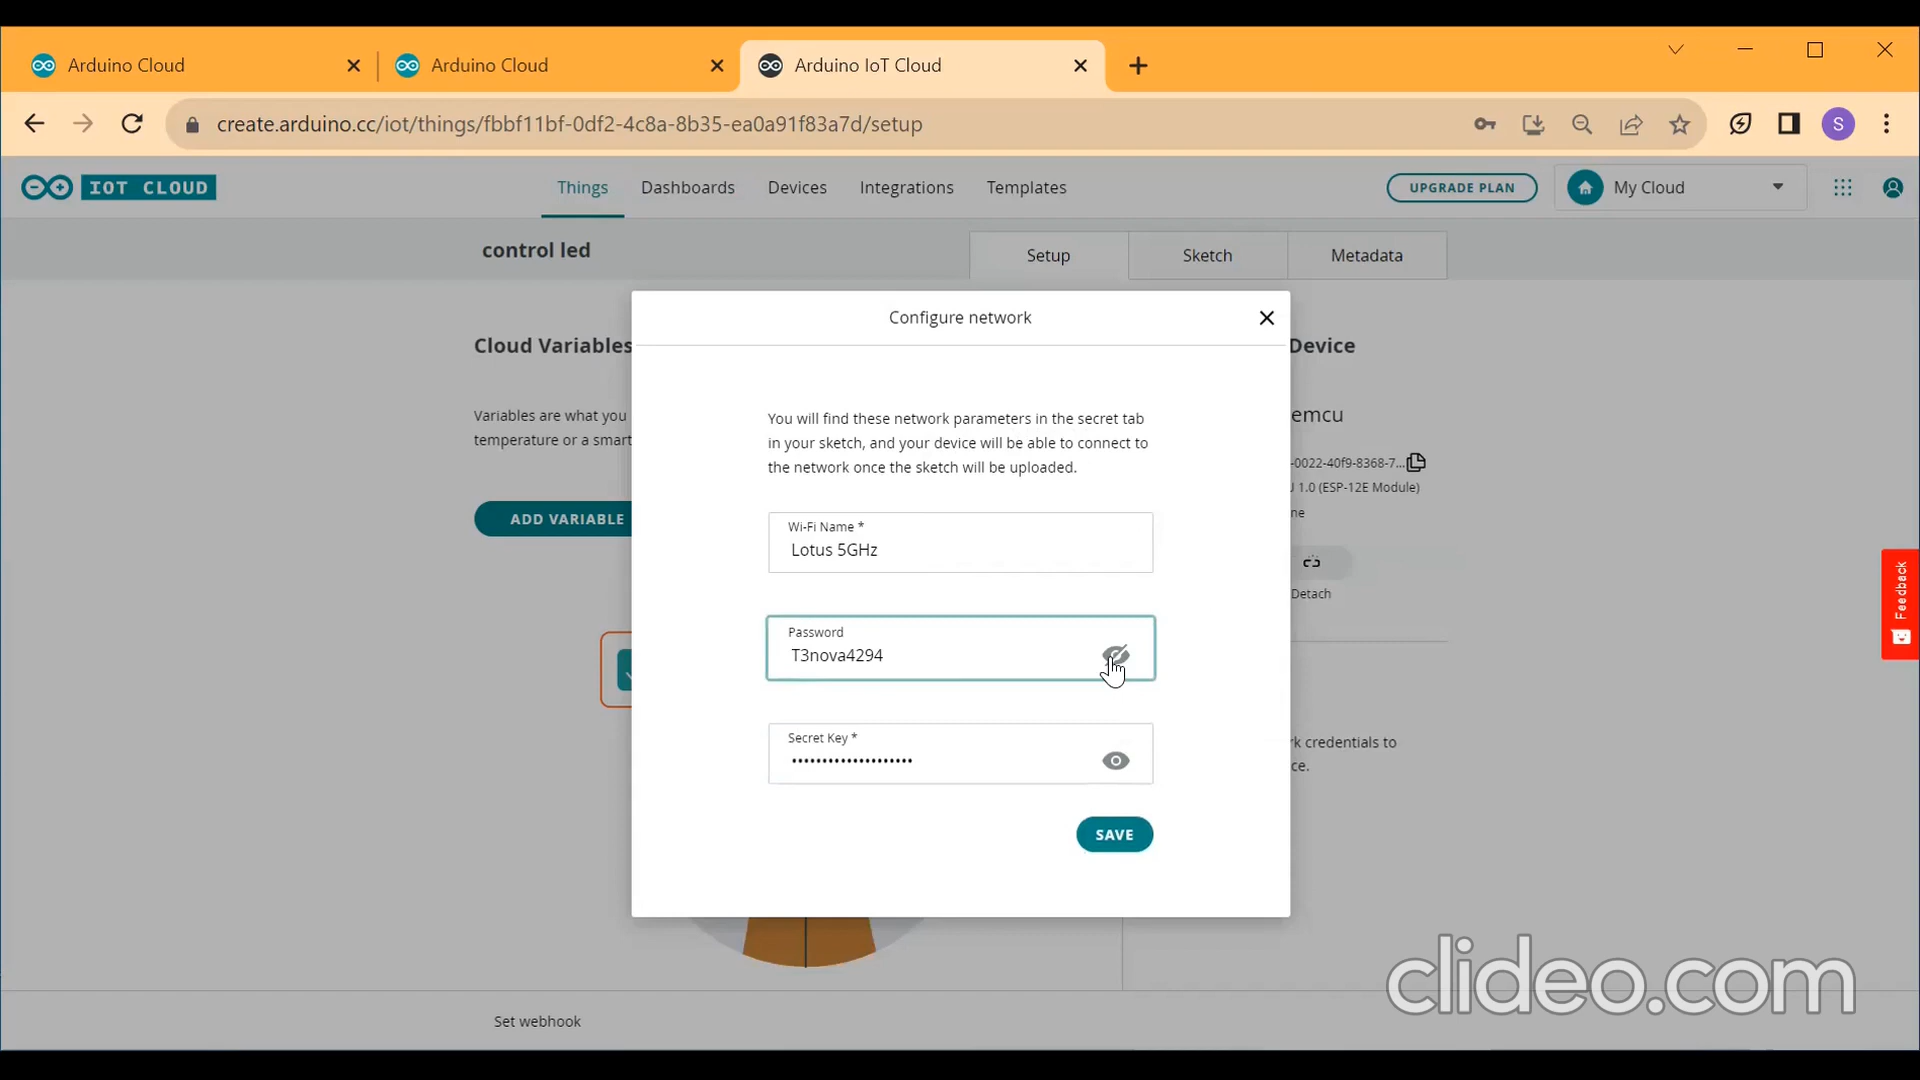 Arduino Cloud
Arduino Cloud
Arduino IoT Cloud
create.arduino.cc/iot/things/fbbf11bf-0df2-4c8a-8b35-ea0a91f83a7d/setup
S
IOT CLOUD
Things
Dashboards
Devices
Integrations
Templates
UPGRADE PLAN
My Cloud
control led
Setup
Sketch
Metadata
Configure network
Cloud Variables
Device
Variables are what you
temperature or a smart
emcu
-0022-40f9-8368-7...
1.0 (ESP-12E Module)
ne
You will find these network parameters in the secret tab
in your sketch, and your device will be able to connect to
the network once the sketch will be uploaded.
ADD VARIABLE
Wi-Fi Name *
Lotus 5GHz
Detach
Feedback
Password
T3nova4294
Secret Key *
••••••••••••••••••••
rk credentials to
ce.
SAVE
clideo.com
Set webhook